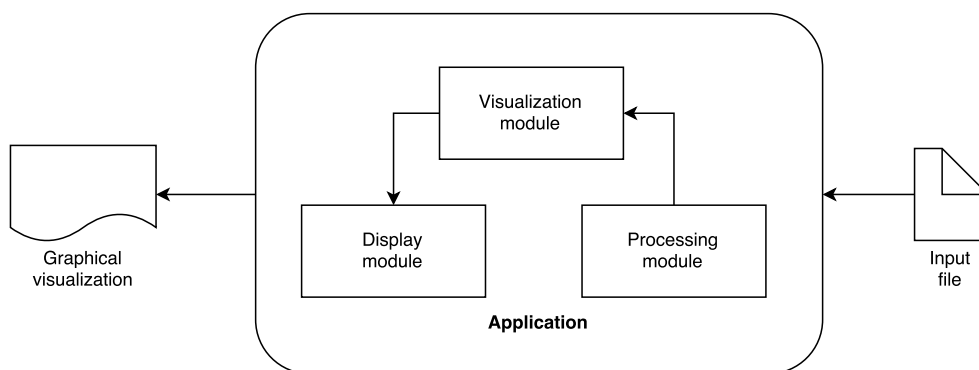 Visualization
module
Display
module
Processing
module
Graphical
visualization
Input
file
Application